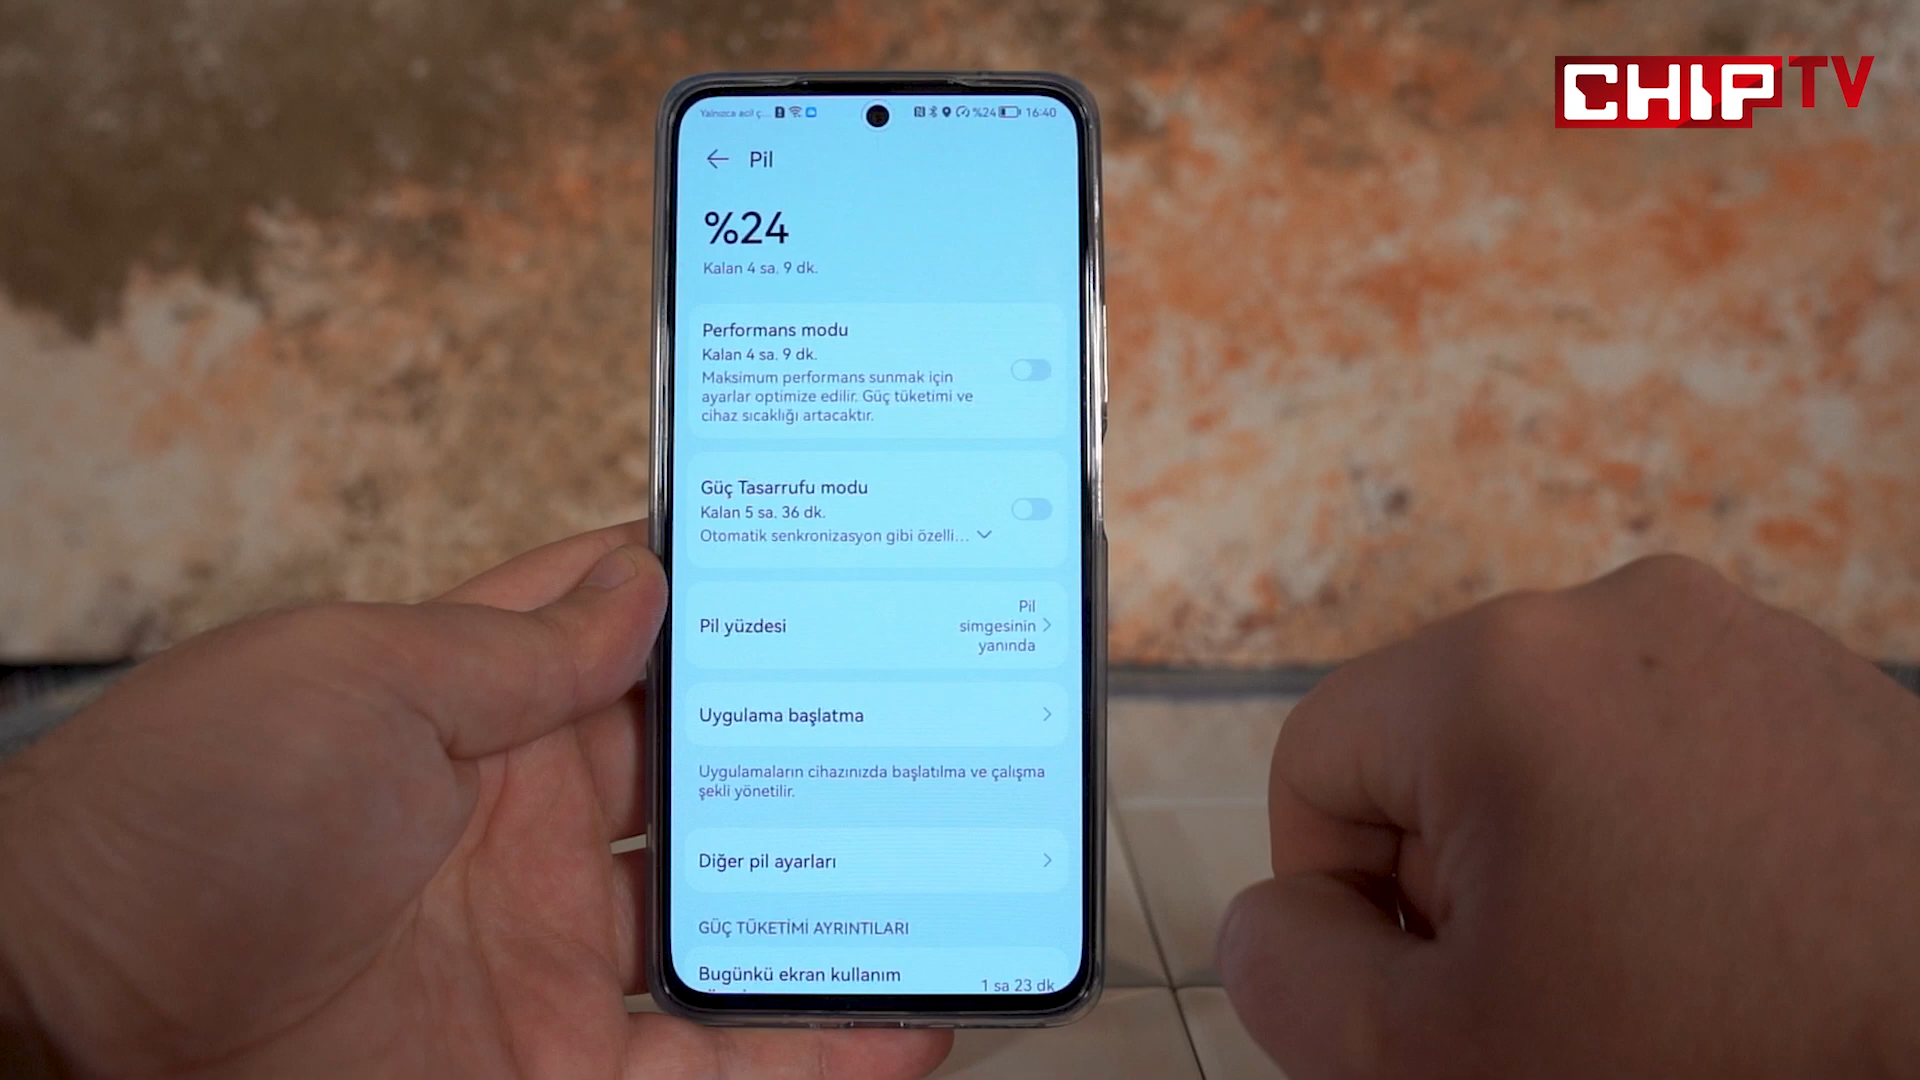 CHIP TV
Yalnızca acil ç... %24 16:40
Pil
%24
Kalan 4 sa. 9 dk.
Performans modu
Kalan 4 sa. 9 dk.
Maksimum performans sunmak için
ayarlar optimize edilir. Güç tüketimi ve
cihaz sıcaklığı artacaktır.
Güç Tasarrufu modu
Kalan 5 sa. 36 dk.
Otomatik senkronizasyon gibi özelli...
Pil yüzdesi
Pil
simgesinin
yanında
Uygulama başlatma
Uygulamaların cihazınızda başlatılma ve çalışma
şekli yönetilir.
Diğer pil ayarları
GÜÇ TÜKETİMİ AYRINTILARI
Bugünkü ekran kullanım
1 sa 23 dk